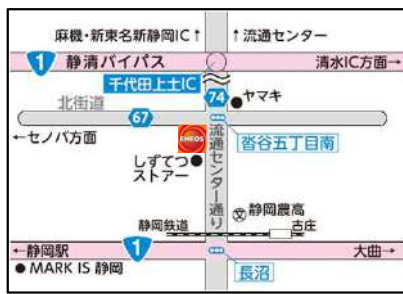 麻機・新東名新静岡IC↑ ↑流通センター
1 静清バイパス 清水IC方面→
千代田上土IC
74 ヤマキ
北街道
67
←セノバ方面 ENEOS 沓谷五丁目南
しずてつ
ストアー
流通センター通り
文 静岡農高
静岡鉄道 古庄
←静岡駅 1 大曲→
MARK IS 静岡 長沼